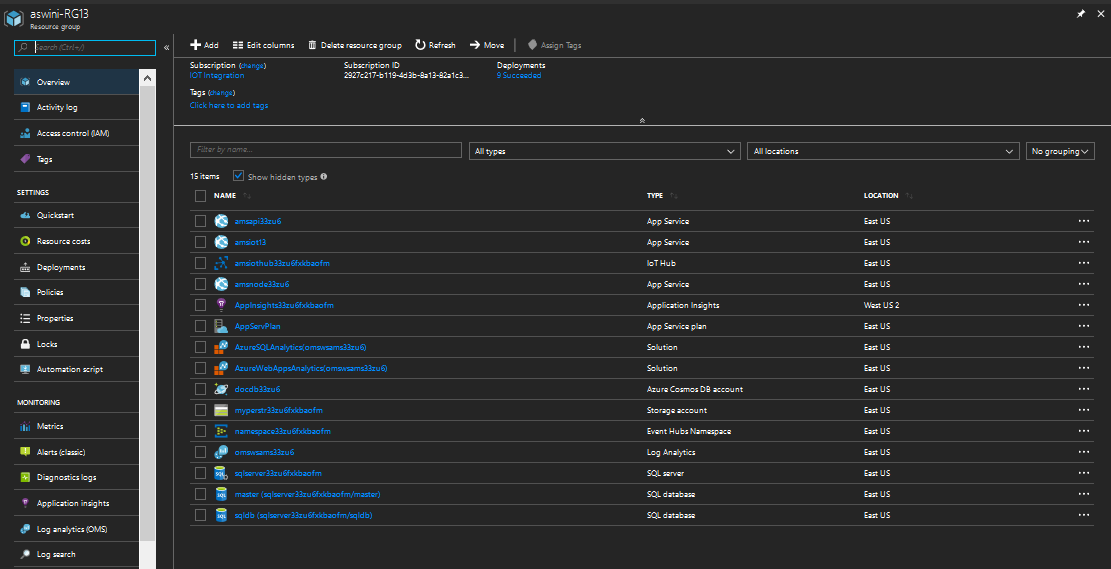 aswini-RG13
Resource group
Search (Ctrl+/)
Overview
Activity log
Access control (IAM)
Tags
SETTINGS
Quickstart
Resource costs
Deployments
Policies
Properties
Locks
Automation script
MONITORING
Metrics
Alerts (classic)
Diagnostics logs
Application insights
Log analytics (OMS)
Log search
Add Edit columns Delete resource group Refresh Move Assign Tags
Subscription (change) Subscription ID Deployments
IOT Integration 2927c217-b119-4d3b-8a13-82a1c3... 9 Succeeded
Tags (change)
Click here to add tags
Filter by name... All types All locations No grouping
15 items Show hidden types
NAME TYPE LOCATION
amsapi33zu6 App Service East US ...
amsiot13 App Service East US ...
amsiothub33zu6fxkbaofm IoT Hub East US ...
amsnode33zu6 App Service East US ...
AppInsights33zu6fxkbaofm Application Insights West US 2 ...
AppServPlan App Service plan East US ...
AzureSQLAnalytics(omswsams33zu6) Solution East US ...
AzureWebAppsAnalytics(omswsams33zu6) Solution East US ...
docdb33zu6 Azure Cosmos DB account East US ...
myperstr33zu6fxkbaofm Storage account East US ...
namespace33zu6fxkbaofm Event Hubs Namespace East US ...
omswsams33zu6 Log Analytics East US ...
sqlserver33zu6fxkbaofm SQL server East US ...
master (sqlserver33zu6fxkbaofm/master) SQL database East US ...
sqldb (sqlserver33zu6fxkbaofm/sqldb) SQL database East US ...